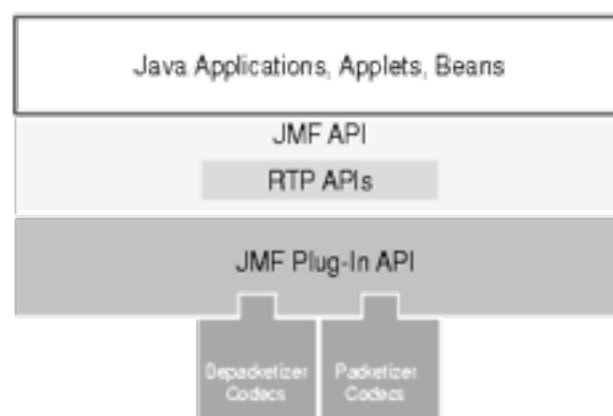 Java Applications, Applets, Beans
JMF API
RTP APIs
JMF Plug-In API
Depacketizer
Codecs
Packetizer
Codecs